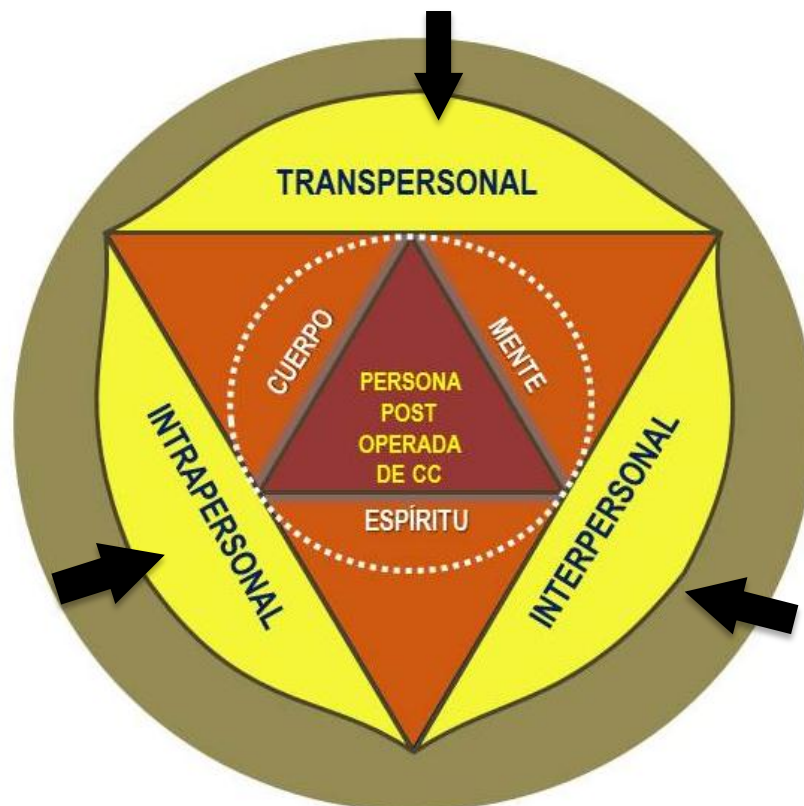 TRANSPERSONAL
CUERPO
MENTE
PERSONA
POST
OPERADA
DE CC
ESPÍRITU
INTRAPERSONAL
INTERPERSONAL